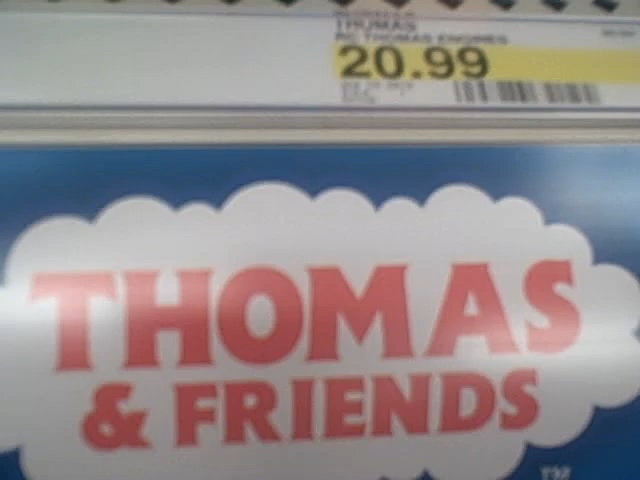 THOMAS
RC THOMAS ENGINES
20.99
THOMAS
& FRIENDS
TM